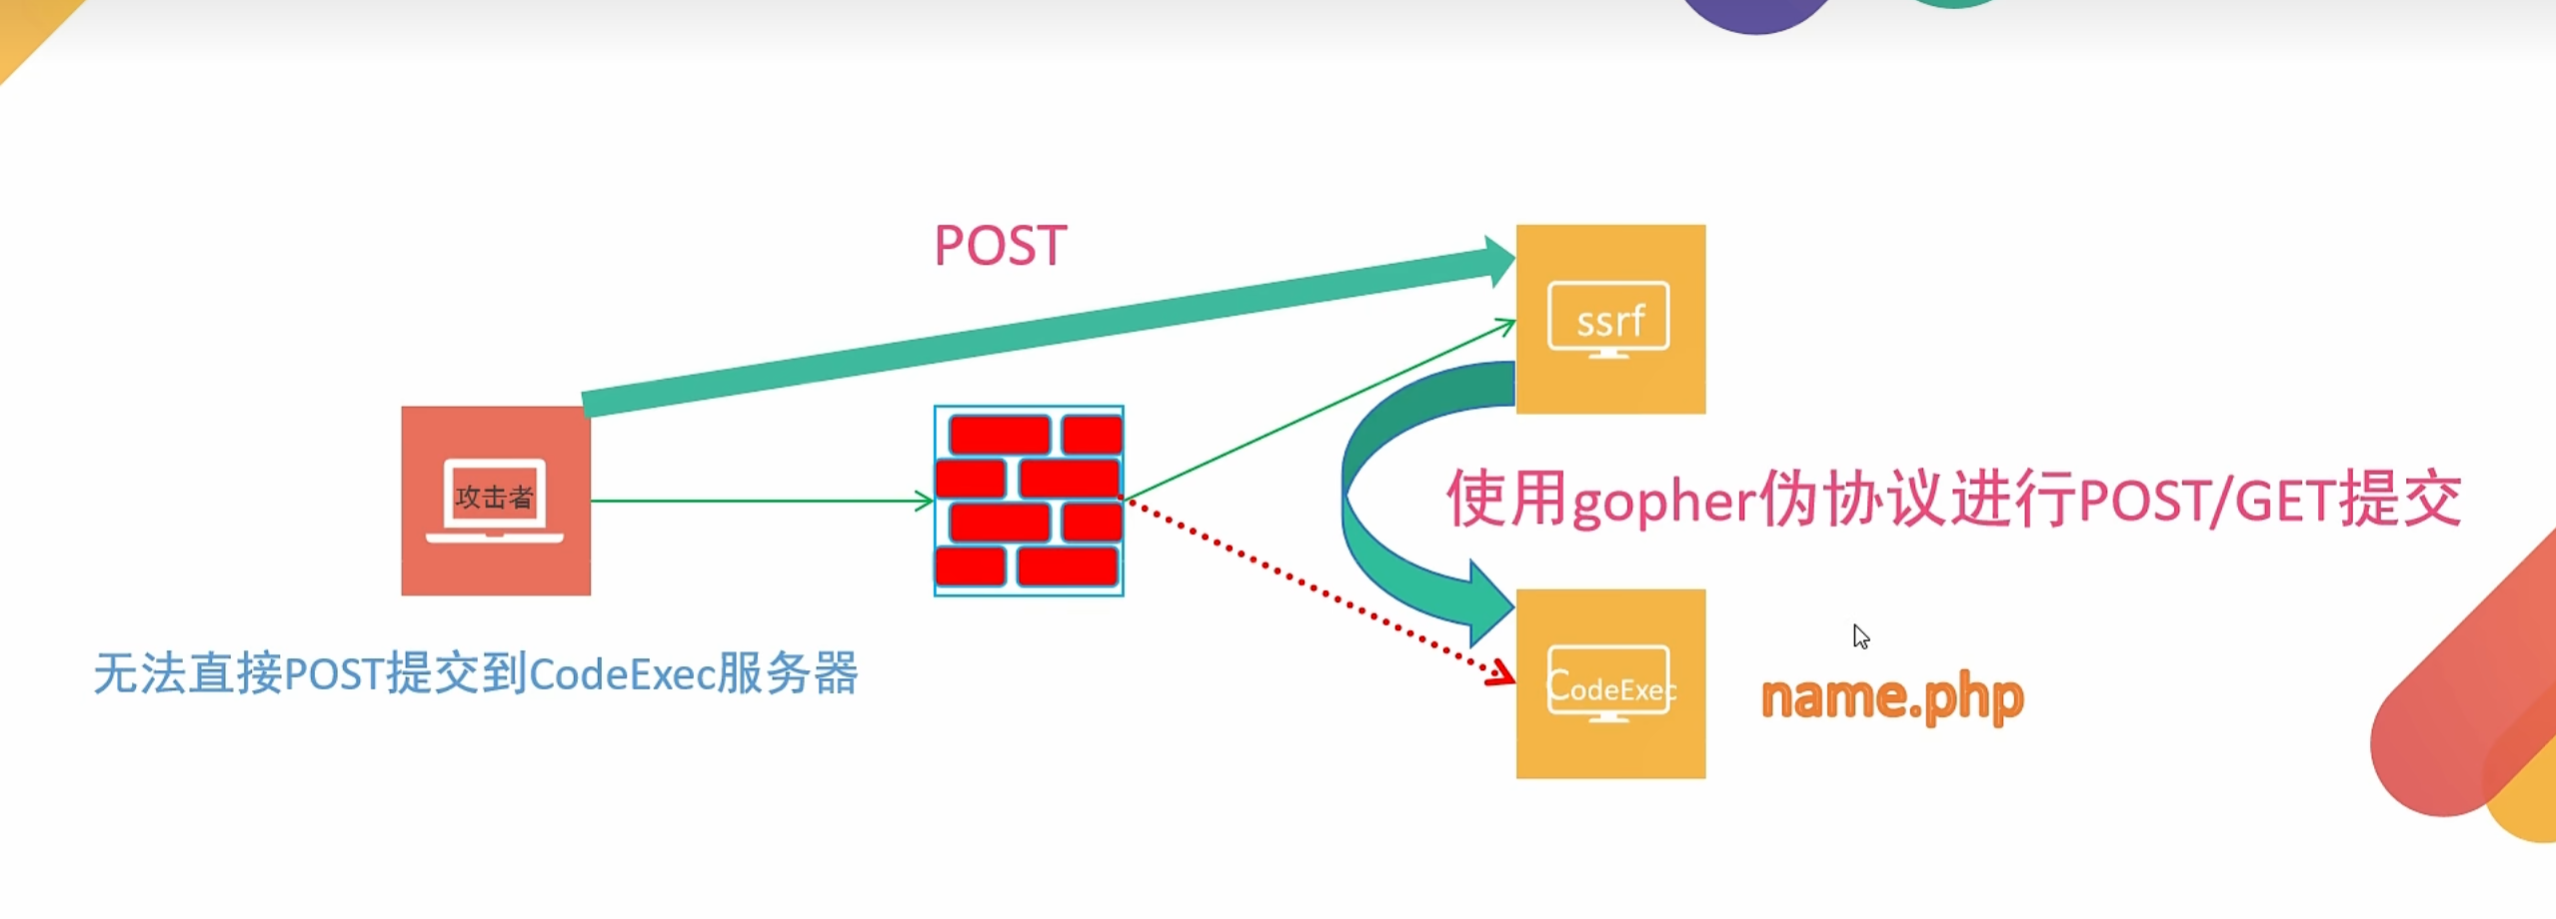 POST
ssrf
攻击者
使用gopher伪协议进行POST/GET提交
无法直接POST提交到CodeExec服务器
CodeExec
name.php